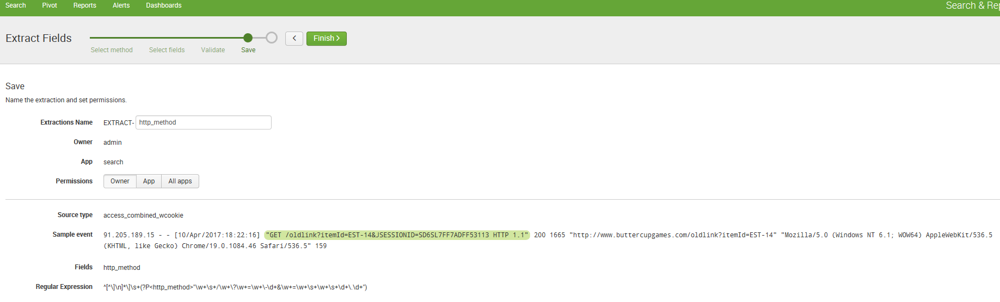 Search Pivot Reports Alerts Dashboards Search & Rep
Extract Fields
Select method Select fields Validate Save
< Finish >
Save
Name the extraction and set permissions.
Extractions Name EXTRACT- http_method
Owner admin
App search
Permissions Owner App All apps
Source type access_combined_wcookie
Sample event 91.205.189.15 - - [10/Apr/2017:18:22:16] "GET /oldlink?itemId=EST-14&JSESSIONID=SD6SL7FF7ADFF53113 HTTP 1.1" 200 1665 "http://www.buttercupgames.com/oldlink?itemId=EST-14" "Mozilla/5.0 (Windows NT 6.1; WOW64) AppleWebKit/536.5
(KHTML, like Gecko) Chrome/19.0.1084.46 Safari/536.5" 159
Fields http_method
Regular Expression ^[^\]\n]*\]\s+(?P<http_method>"\w+\s+/\w+\?\w+=\w+\-\d+&\w+=\w+\s+\w+\s+\d+\.\d+")